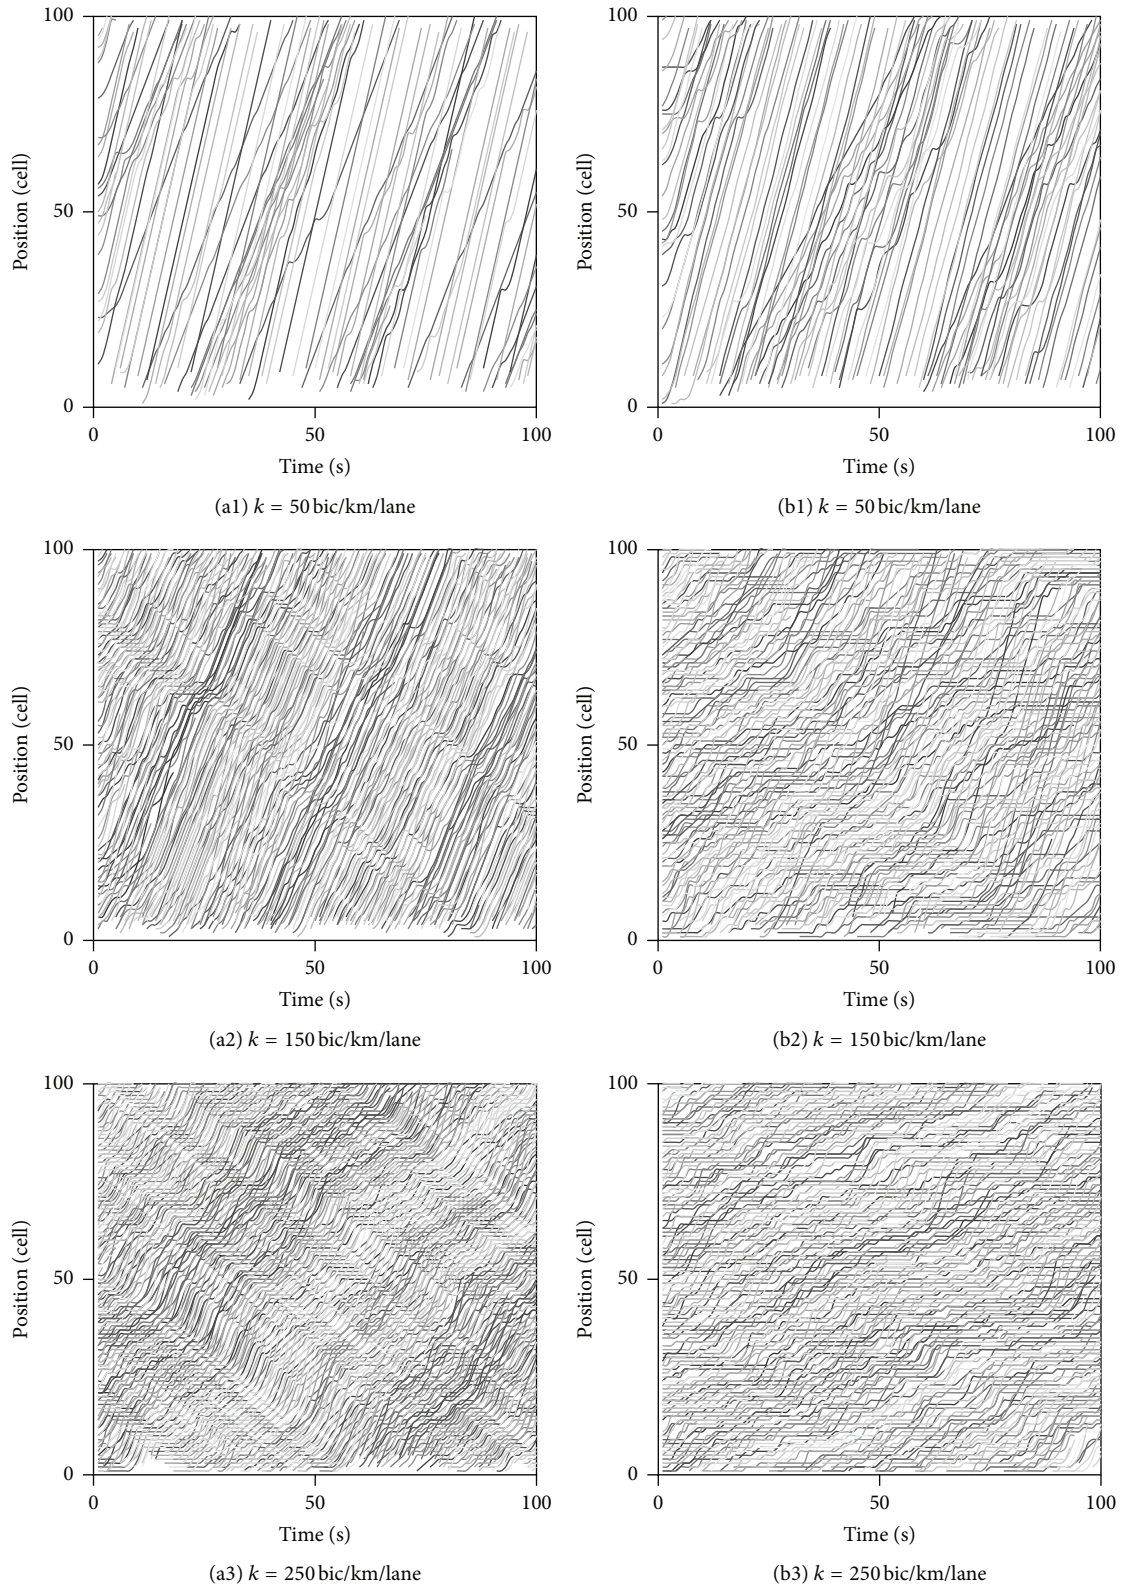 100
50
0
Position (cell)
0 50 100
Time (s)
(a1) k = 50 bic/km/lane
100
50
0
Position (cell)
0 50 100
Time (s)
(b1) k = 50 bic/km/lane
100
50
0
Position (cell)
0 50 100
Time (s)
(a2) k = 150 bic/km/lane
100
50
0
Position (cell)
0 50 100
Time (s)
(b2) k = 150 bic/km/lane
100
50
0
Position (cell)
0 50 100
Time (s)
(a3) k = 250 bic/km/lane
100
50
0
Position (cell)
0 50 100
Time (s)
(b3) k = 250 bic/km/lane